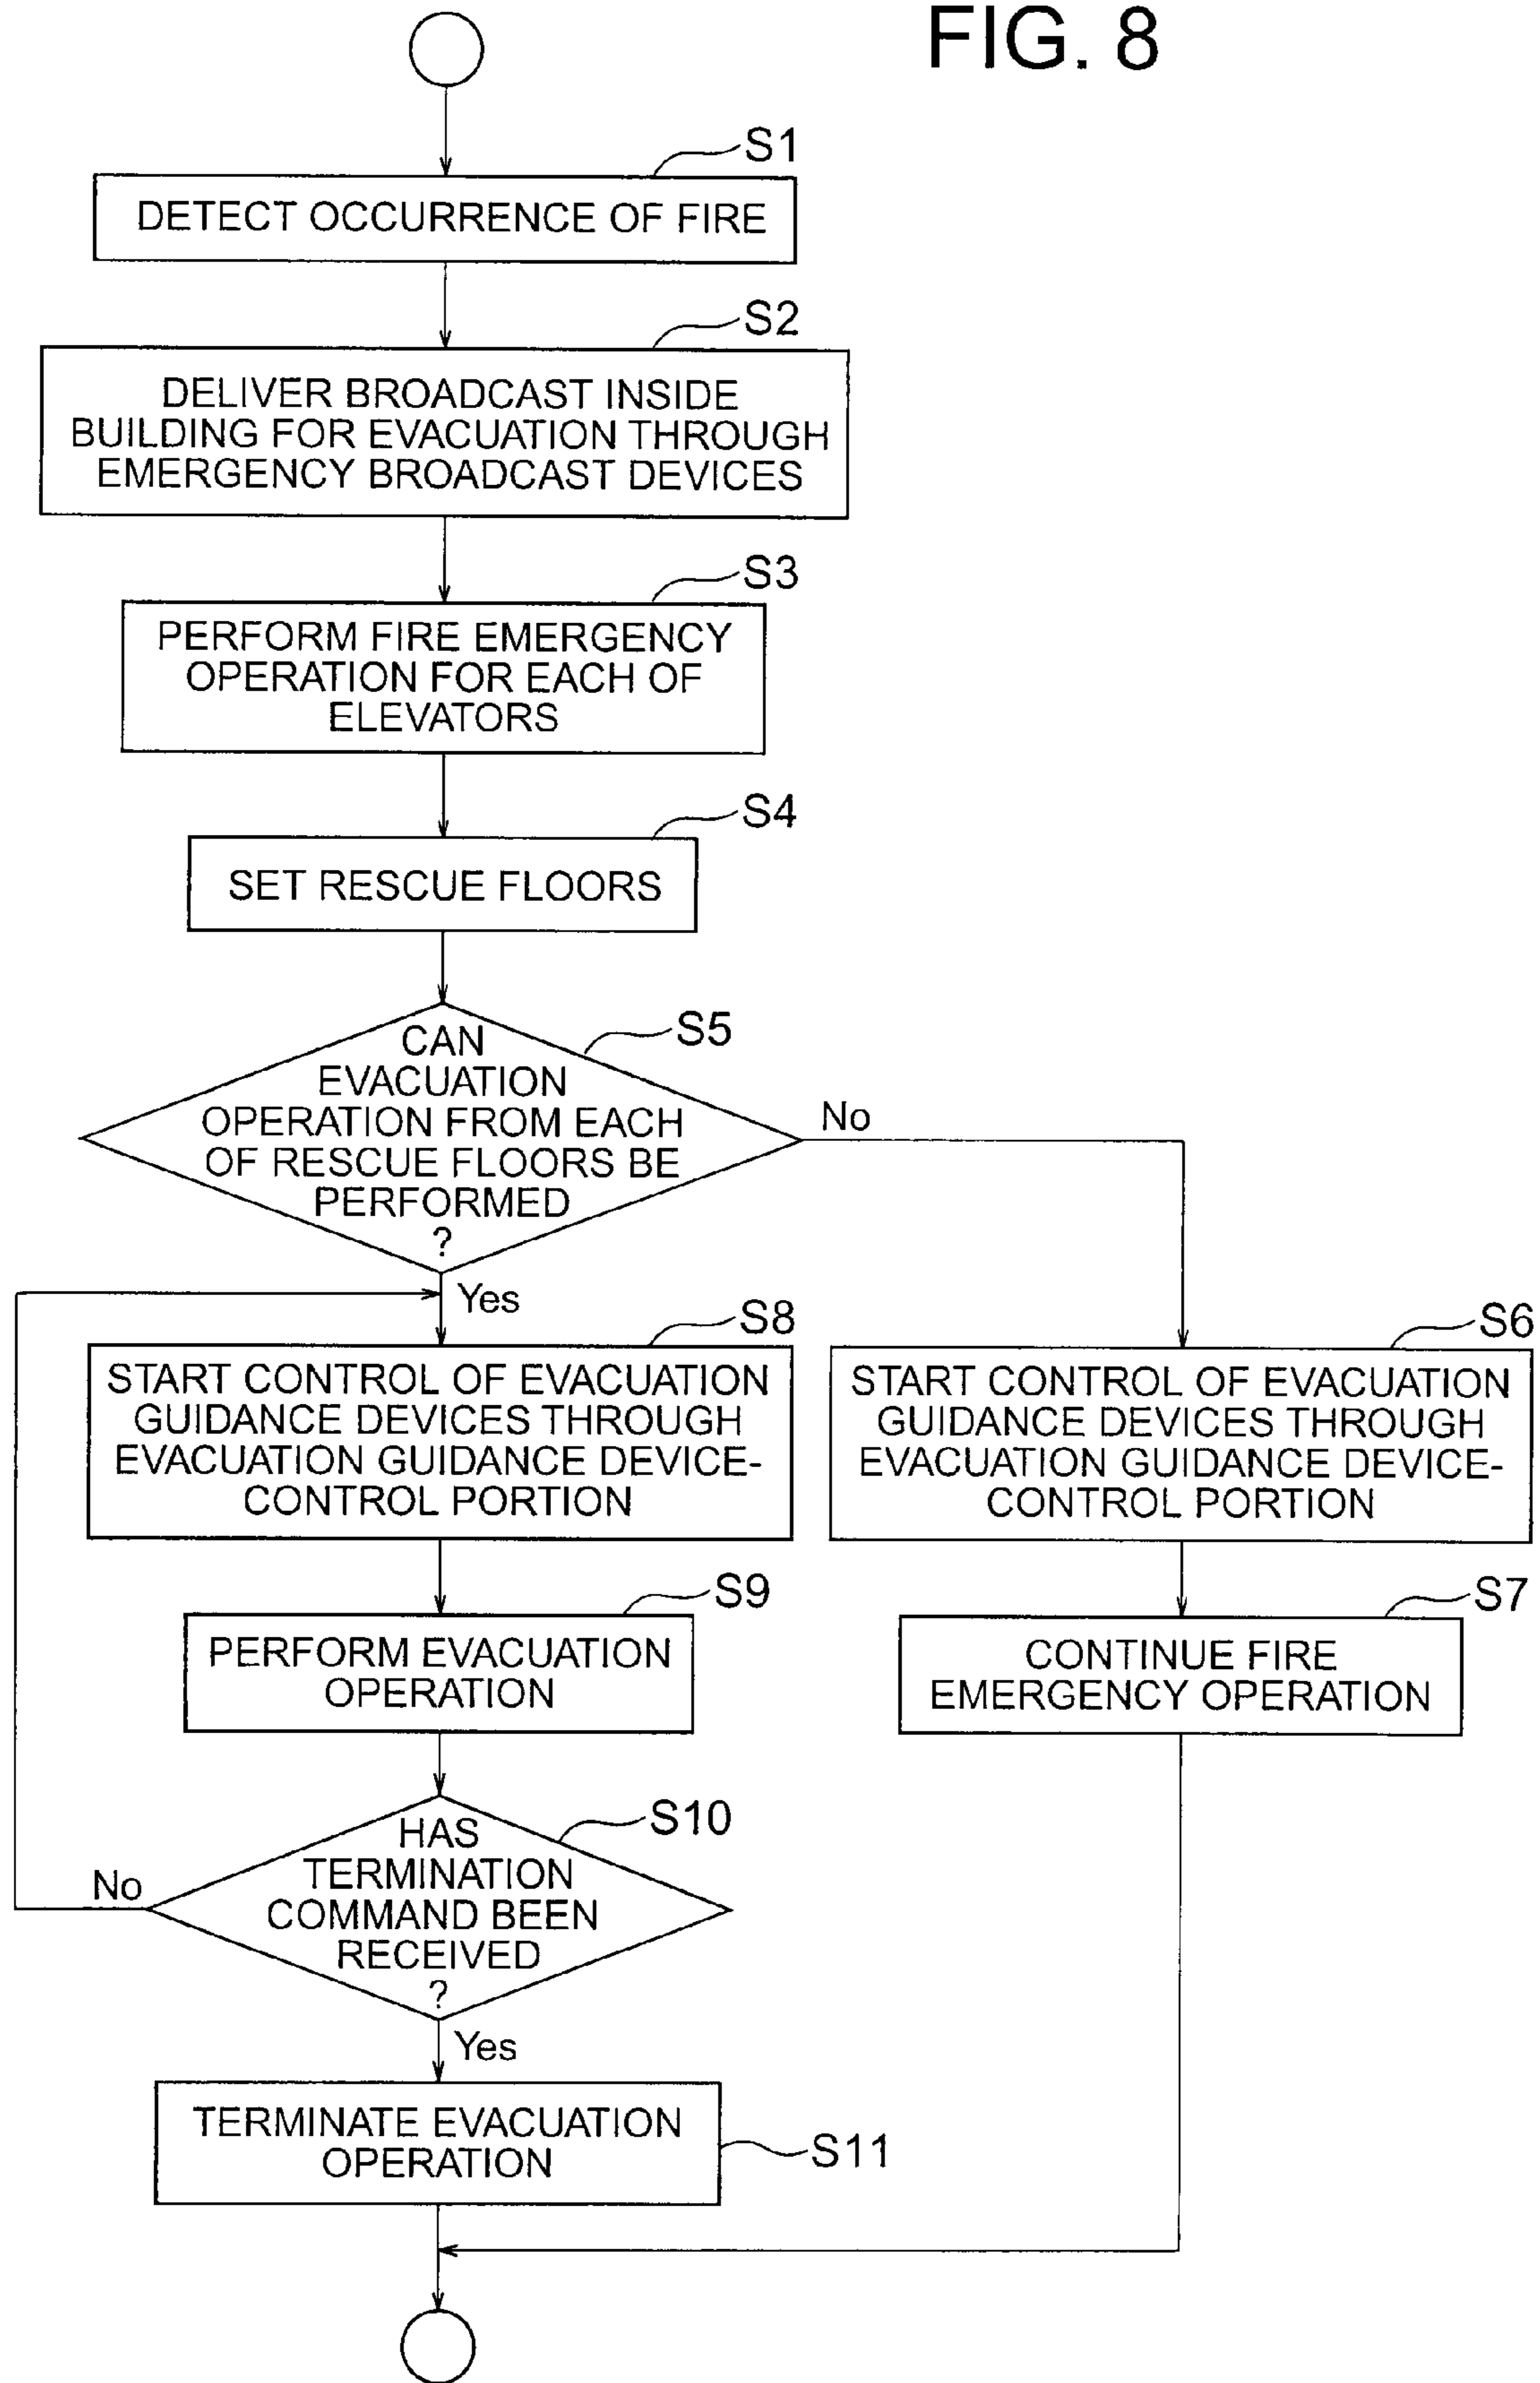 FIG. 8
S1
DETECT OCCURRENCE OF FIRE
S2
DELIVER BROADCAST INSIDE
BUILDING FOR EVACUATION THROUGH
EMERGENCY BROADCAST DEVICES
S3
PERFORM FIRE EMERGENCY
OPERATION FOR EACH OF
ELEVATORS
S4
SET RESCUE FLOORS
S5
CAN
EVACUATION
OPERATION FROM EACH
OF RESCUE FLOORS BE
PERFORMED
?
No
Yes
S8
START CONTROL OF EVACUATION
GUIDANCE DEVICES THROUGH
EVACUATION GUIDANCE DEVICE-
CONTROL PORTION
S6
START CONTROL OF EVACUATION
GUIDANCE DEVICES THROUGH
EVACUATION GUIDANCE DEVICE-
CONTROL PORTION
S9
PERFORM EVACUATION
OPERATION
S7
CONTINUE FIRE
EMERGENCY OPERATION
S10
HAS
TERMINATION
COMMAND BEEN
RECEIVED
?
No
Yes
TERMINATE EVACUATION
OPERATION
S11